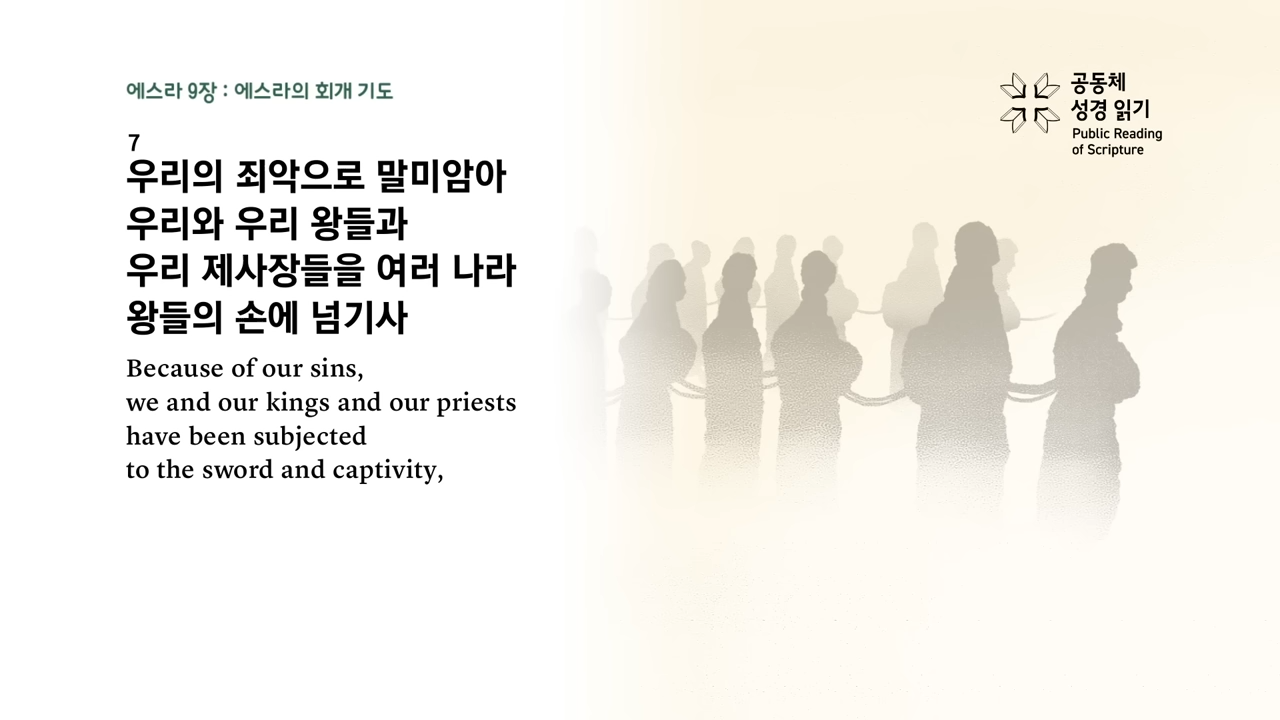 에스라 9장 : 에스라의 회개 기도
공동체
성경 읽기
Public Reading
of Scripture
7
우리의 죄악으로 말미암아
우리와 우리 왕들과
우리 제사장들을 여러 나라
왕들의 손에 넘기사
Because of our sins,
we and our kings and our priests
have been subjected
to the sword and captivity,